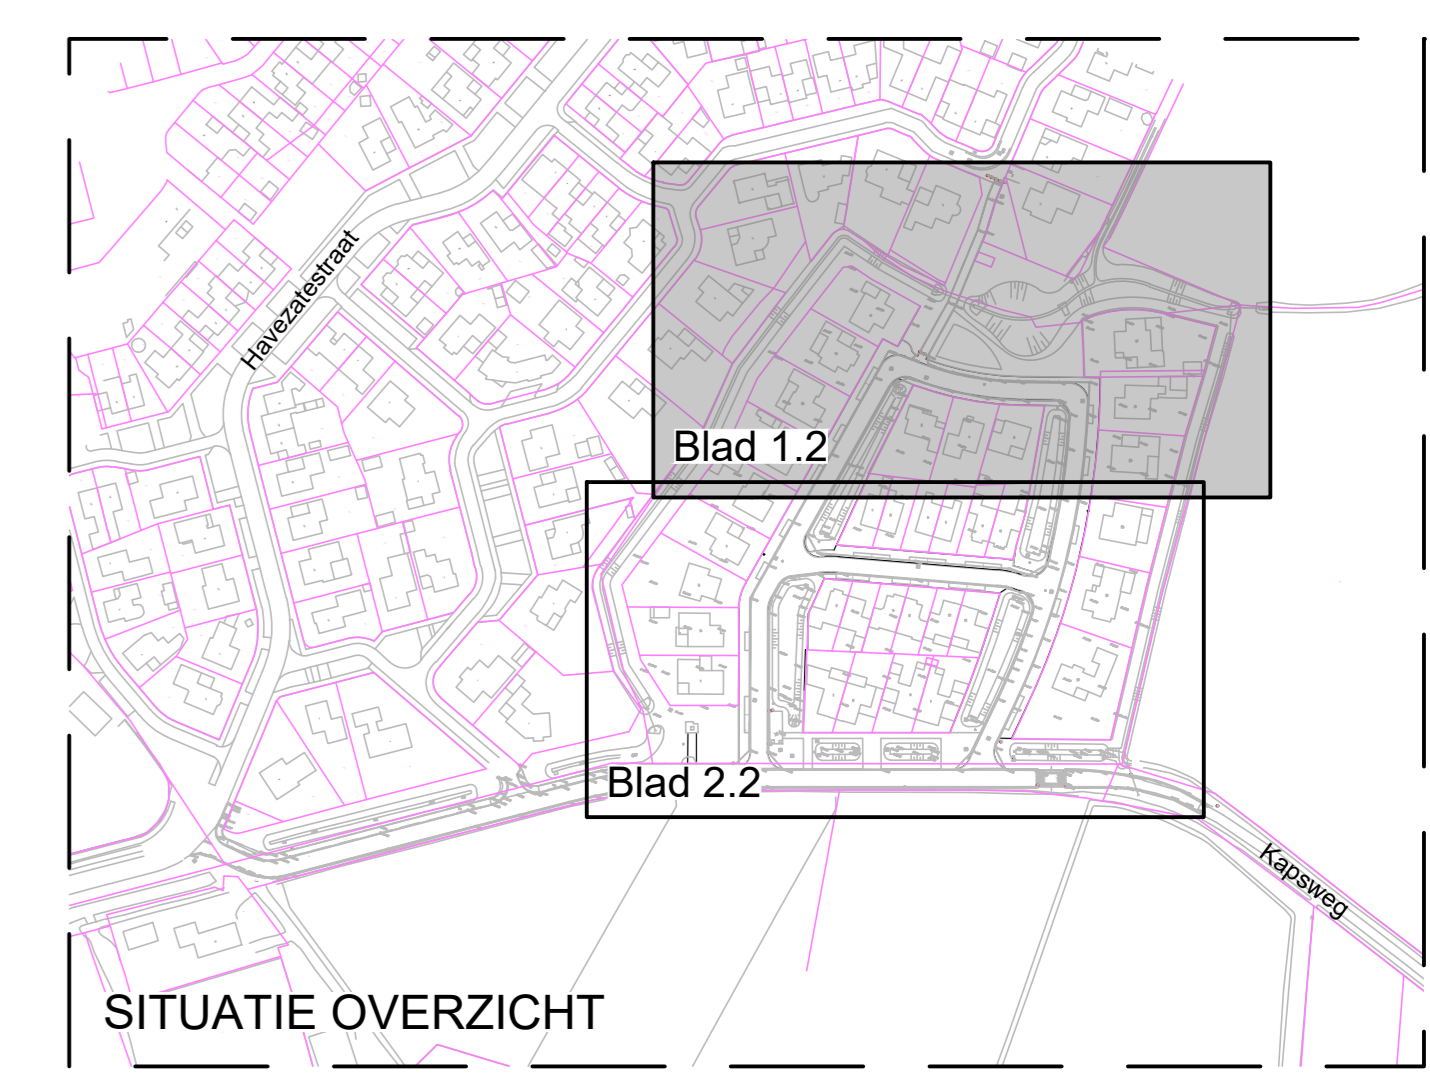 Havezatestraat
Blad 1.2
Blad 2.2
Kapsweg
SITUATIE OVERZICHT